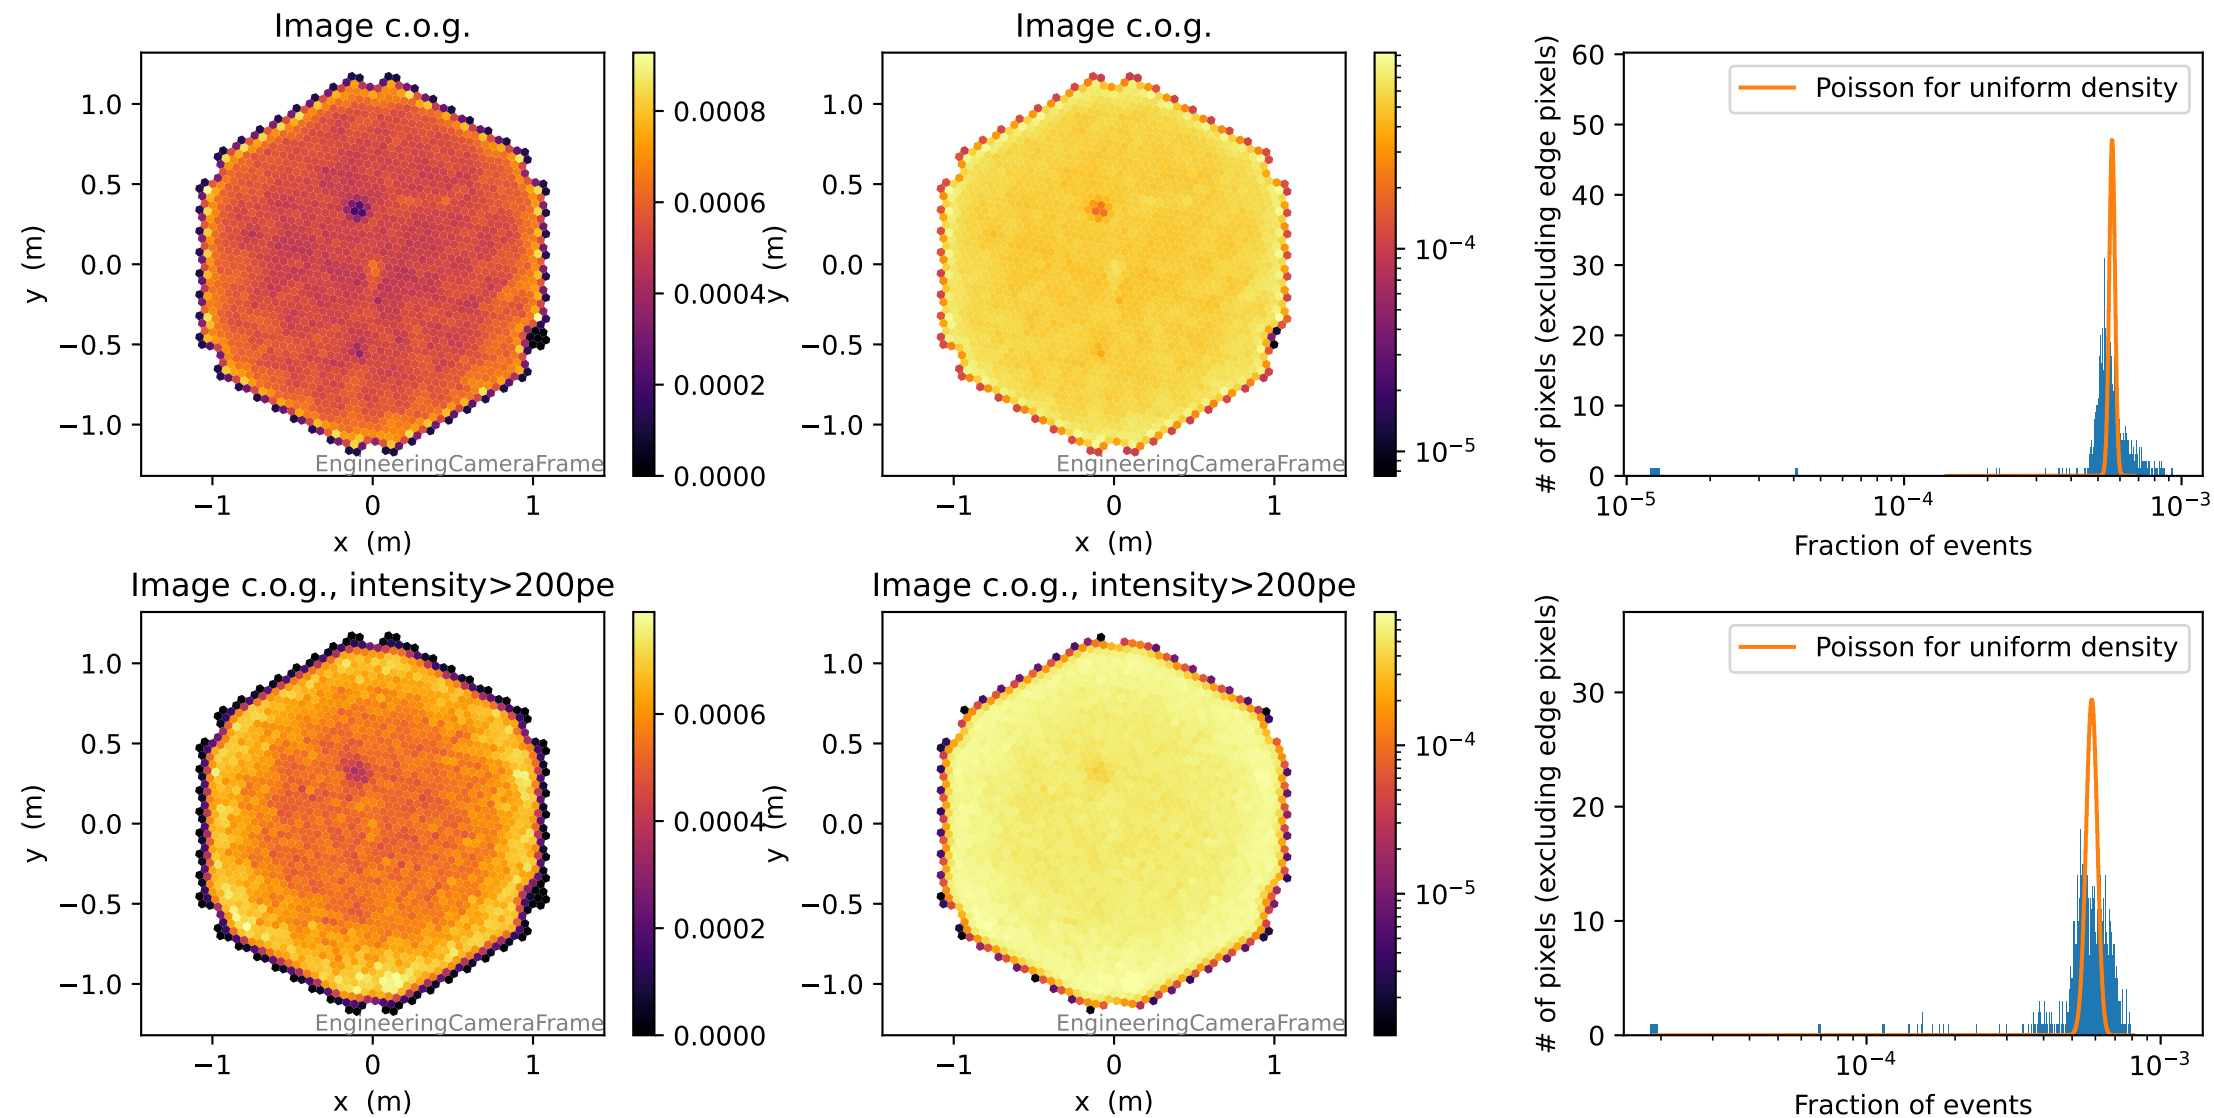 Image c.o.g.
1.0
0.5
0.0
−0.5
−1.0
y (m)
−1
0
1
x (m)
EngineeringCameraFrame
0.0008
0.0006
0.0004
0.0002
0.0000
Image c.o.g.
1.0
0.5
0.0
−0.5
−1.0
y (m)
−1
0
1
x (m)
EngineeringCameraFrame
10⁻⁴
10⁻⁵
60
50
40
30
20
10
0
# of pixels (excluding edge pixels)
Poisson for uniform density
10⁻⁵
10⁻⁴
10⁻³
Fraction of events
Image c.o.g., intensity>200pe
1.0
0.5
0.0
−0.5
−1.0
y (m)
−1
0
1
x (m)
EngineeringCameraFrame
0.0006
0.0004
0.0002
0.0000
Image c.o.g., intensity>200pe
1.0
0.5
0.0
−0.5
−1.0
y (m)
−1
0
1
x (m)
EngineeringCameraFrame
10⁻⁴
10⁻⁵
30
20
10
0
# of pixels (excluding edge pixels)
Poisson for uniform density
10⁻⁴
10⁻³
Fraction of events